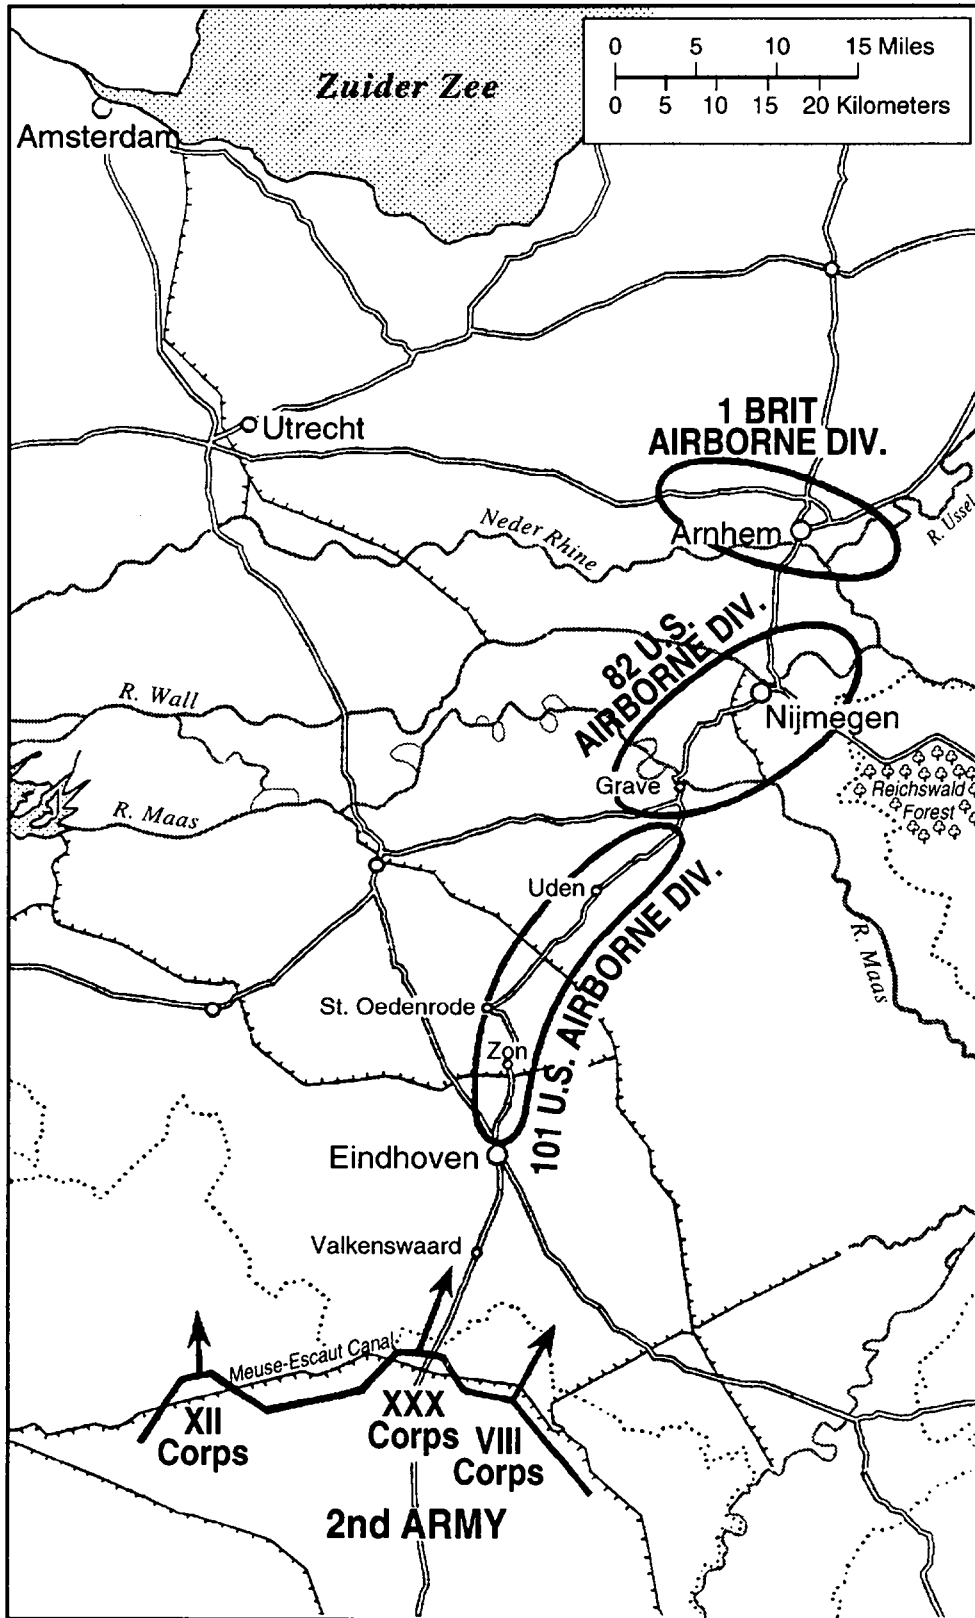 0 5 10 15 Miles
0 5 10 15 20 Kilometers
Zuider Zee
Amsterdam
Utrecht
1 BRIT
AIRBORNE DIV.
Neder Rhine
Arnhem
R. Ussel
82 U.S.
AIRBORNE DIV.
R. Wall
Nijmegen
Grave
Reichswald
Forest
R. Maas
Uden
101 U.S. AIRBORNE DIV.
R. Maas
St. Oedenrode
Zon
Eindhoven
Valkenswaard
Meuse-Escaut Canal
XII
Corps
XXX
Corps
VIII
Corps
2nd ARMY